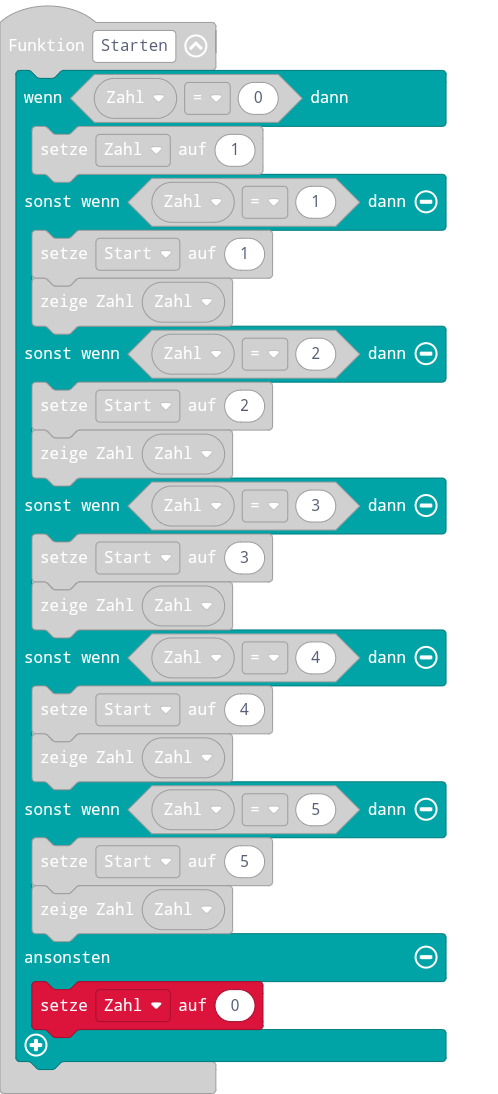 Funktion Starten
wenn Zahl = 0 dann
setze Zahl auf 1
sonst wenn Zahl = 1 dann
setze Start auf 1
zeige Zahl Zahl
sonst wenn Zahl = 2 dann
setze Start auf 2
zeige Zahl Zahl
sonst wenn Zahl = 3 dann
setze Start auf 3
zeige Zahl Zahl
sonst wenn Zahl = 4 dann
setze Start auf 4
zeige Zahl Zahl
sonst wenn Zahl = 5 dann
setze Start auf 5
zeige Zahl Zahl
ansonsten
setze Zahl auf 0